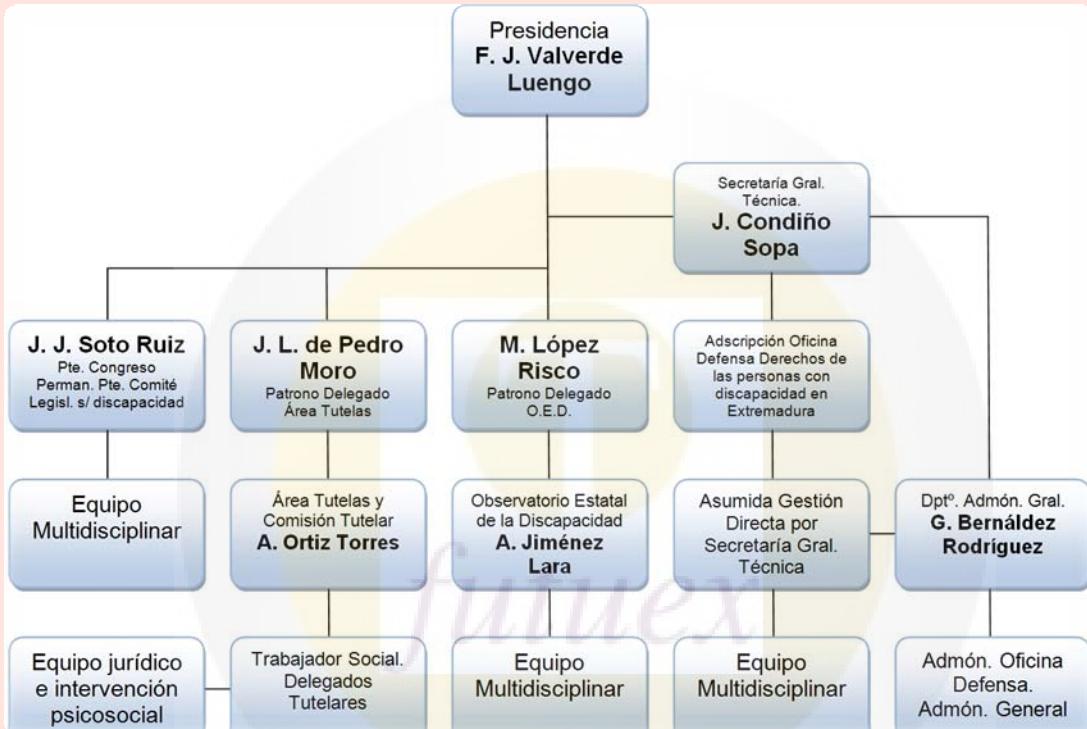 Presidencia
F. J. Valverde
Luengo
Secretaría Gral.
Técnica.
J. Condiño
Sopa
J. J. Soto Ruiz
Pte. Congreso
Perman. Pte. Comité
Legisl. s/ discapacidad
J. L. de Pedro
Moro
Patrono Delegado
Área Tutelas
M. López
Risco
Patrono Delegado
O.E.D.
Adscripción Oficina
Defensa Derechos de
las personas con
discapacidad en
Extremadura
Equipo
Multidisciplinar
Área Tutelas y
Comisión Tutelar
A. Ortiz Torres
Observatorio Estatal
de la Discapacidad
A. Jiménez
Lara
Asumida Gestión
Directa por
Secretaría Gral.
Técnica
Dptº. Admón. Gral.
G. Bernáldez
Rodríguez
futuex
Equipo jurídico
e intervención
psicosocial
Trabajador Social.
Delegados
Tutelares
Equipo
Multidisciplinar
Equipo
Multidisciplinar
Admón. Oficina
Defensa.
Admón. General